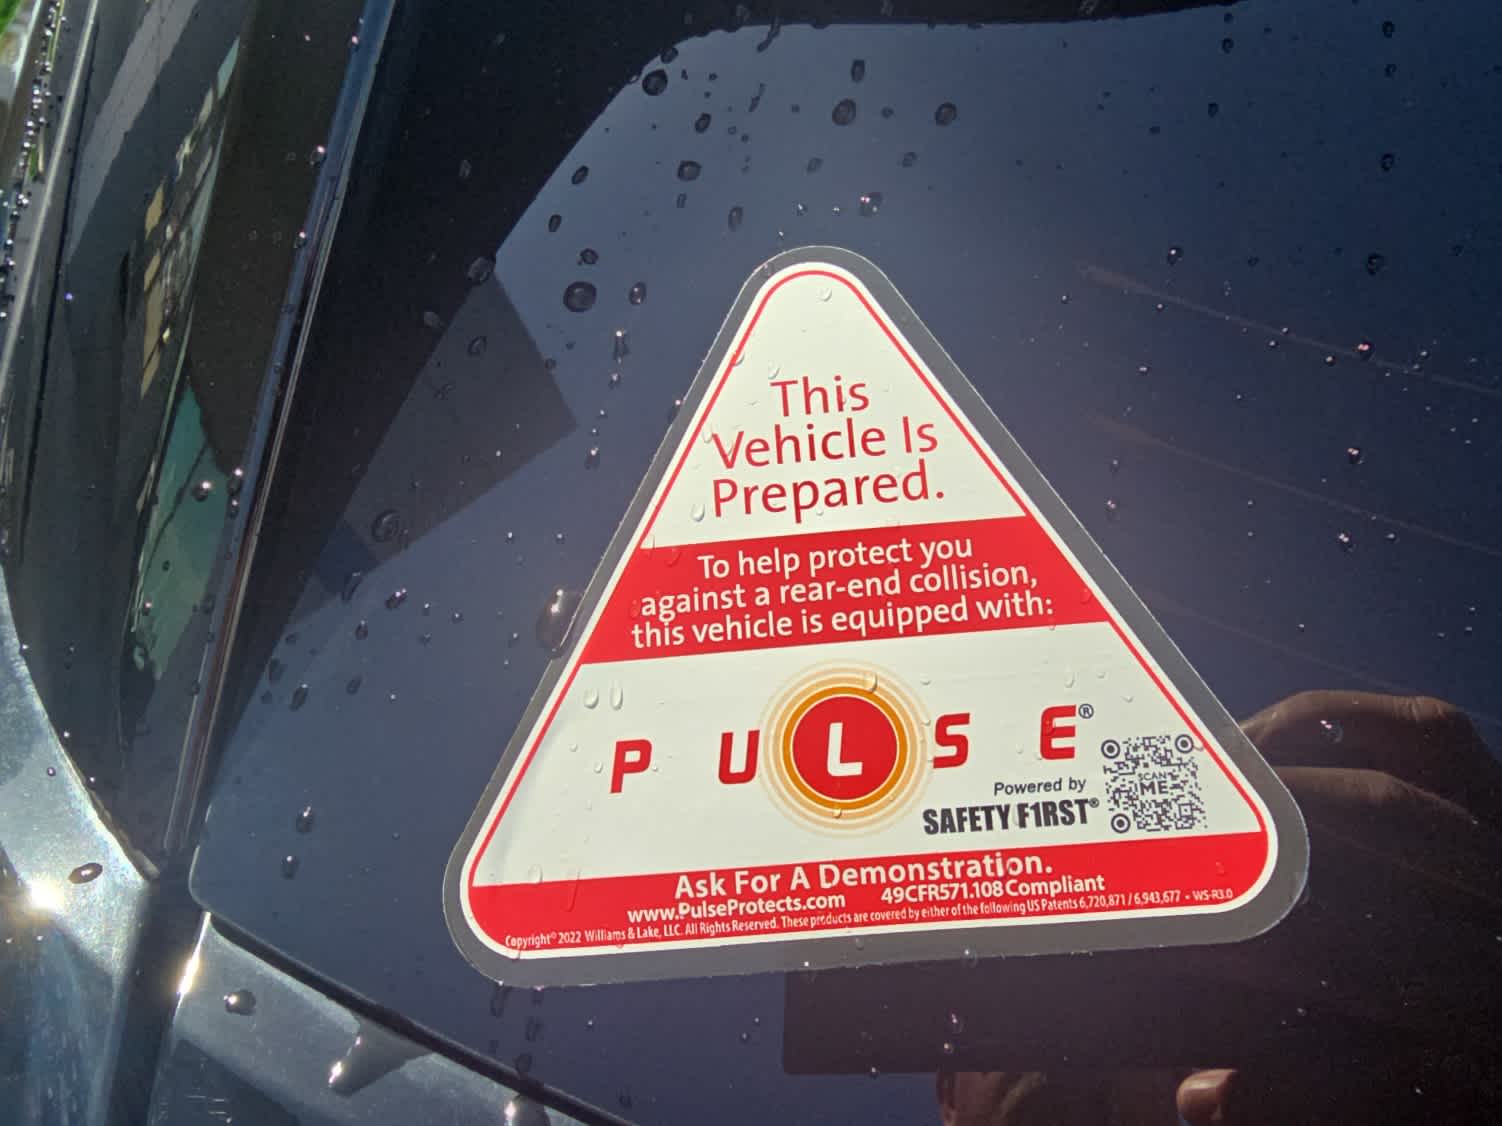 This
Vehicle Is
Prepared.
To help protect you
against a rear-end collision,
this vehicle is equipped with:
PULSE®
Powered by
SAFETY F1RST®
SCAN
ME
Ask For A Demonstration.
www.PulseProtects.com 49CFR571.108 Compliant
Copyright© 2022 Williams & Lake, LLC. All Rights Reserved. These products are covered by either of the following US Patents 6,720,871 / 6,943,677 - WS-R3.0